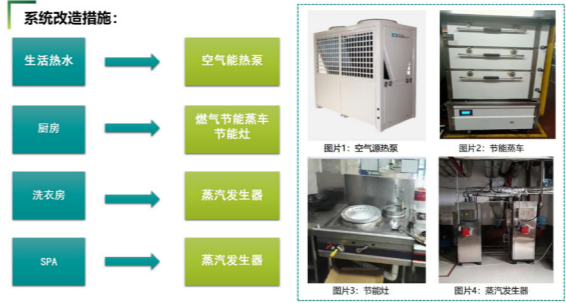 系统改造措施：
生活热水
空气能热泵
厨房
燃气节能蒸车
节能灶
洗衣房
蒸汽发生器
SPA
蒸汽发生器
图片1：空气源热泵
图片2：节能蒸车
图片3：节能灶
图片4：蒸汽发生器